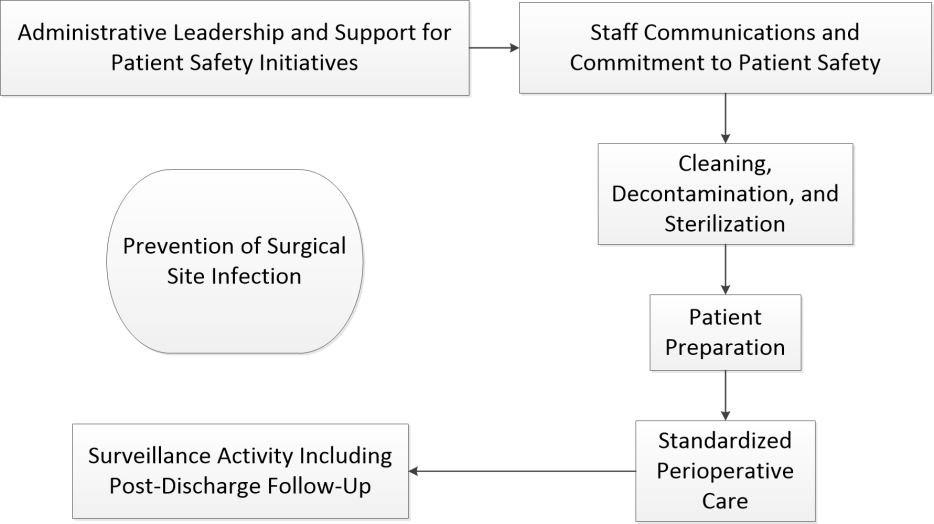 Administrative Leadership and Support for
Patient Safety Initiatives
Staff Communications and
Commitment to Patient Safety
Cleaning,
Decontamination, and
Sterilization
Prevention of Surgical
Site Infection
Patient
Preparation
Standardized
Perioperative
Care
Surveillance Activity Including
Post-Discharge Follow-Up